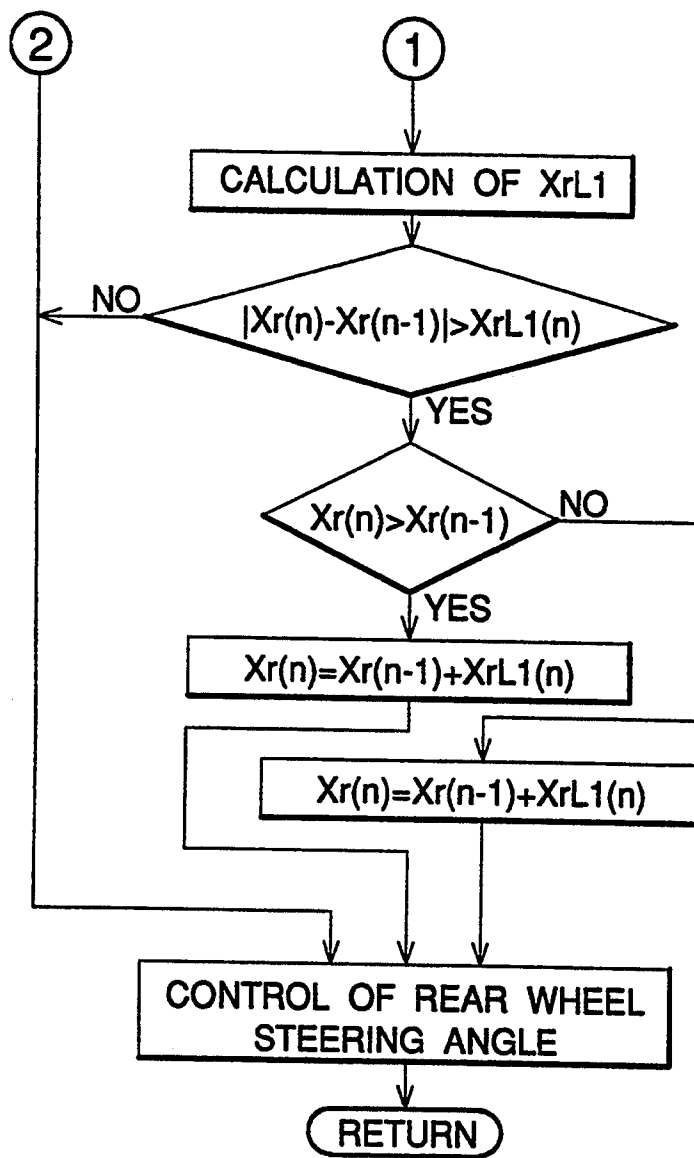 2
1
CALCULATION OF XrL1
NO
|Xr(n)-Xr(n-1)|>XrL1(n)
YES
Xr(n)>Xr(n-1)
NO
YES
Xr(n)=Xr(n-1)+XrL1(n)
Xr(n)=Xr(n-1)+XrL1(n)
CONTROL OF REAR WHEEL
STEERING ANGLE
RETURN